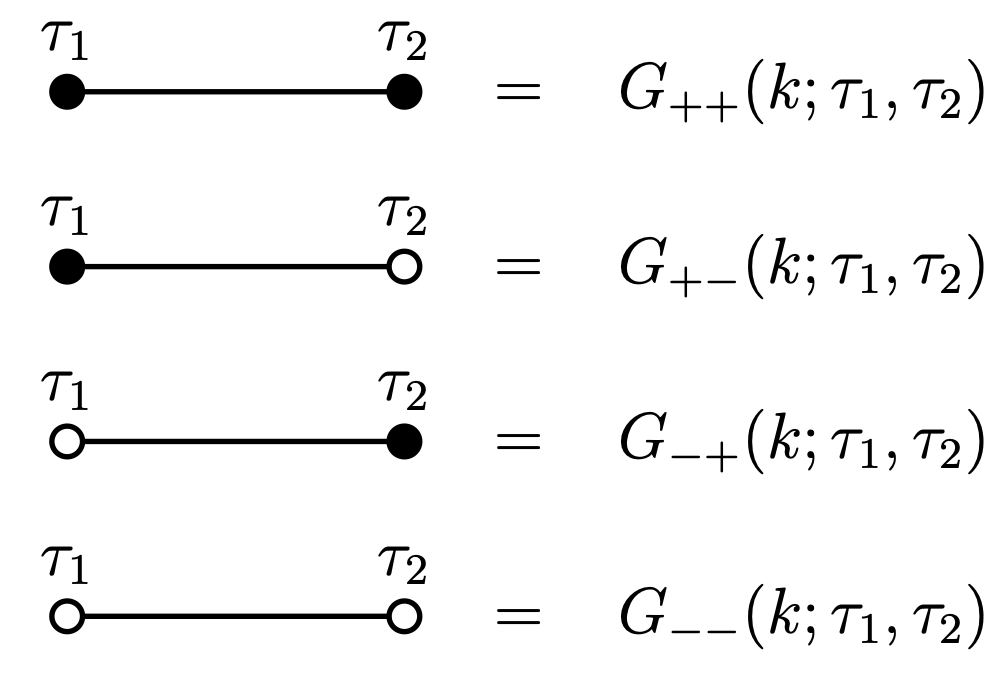 τ₁ τ₂
= G₊₊(k; τ₁, τ₂)
τ₁ τ₂
= G₊₋(k; τ₁, τ₂)
τ₁ τ₂
= G₋₊(k; τ₁, τ₂)
τ₁ τ₂
= G₋₋(k; τ₁, τ₂)